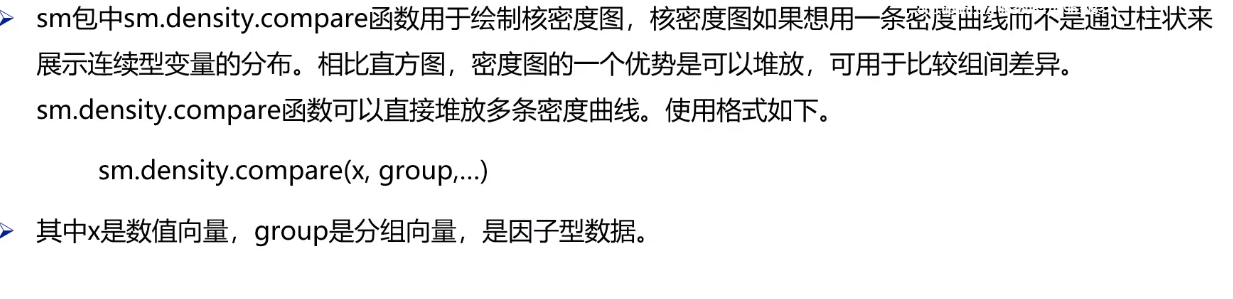 sm包中sm.density.compare函数用于绘制核密度图，核密度图如果想用一条密度曲线而不是通过柱状来
展示连续型变量的分布。相比直方图，密度图的一个优势是可以堆放，可用于比较组间差异。
sm.density.compare函数可以直接堆放多条密度曲线。使用格式如下。
sm.density.compare(x, group,...)
其中x是数值向量，group是分组向量，是因子型数据。